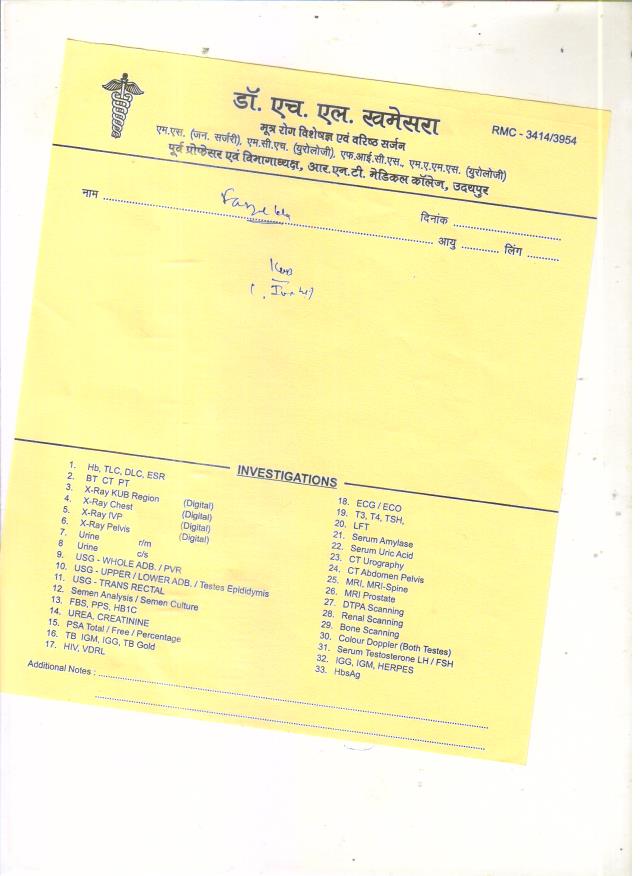 डॉ. एच. एल. खमेसरा
RMC - 3414/3954
मूत्र रोग विशेषज्ञ एवं वरिष्ठ सर्जन
एम.एस. (जन. सर्जरी), एम.सी.एच. (युरोलोजी), एफ.आई.सी.एस., एम.ए.एम.एस. (युरोलोजी)
पूर्व प्रोफेसर एवं विभागाध्यक्ष, आर.एन.टी. मेडिकल कॉलेज, उदयपुर
नाम
दिनांक
आयु लिंग
INVESTIGATIONS
1. Hb, TLC, DLC, ESR
2. BT CT PT
3. X-Ray KUB Region (Digital)
4. X-Ray Chest (Digital)
5. X-Ray IVP (Digital)
6. X-Ray Pelvis (Digital)
7. Urine r/m
8 Urine c/s
9. USG - WHOLE ADB. / PVR
10. USG - UPPER / LOWER ADB. / Testes Epididymis
11. USG - TRANS RECTAL
12. Semen Analysis / Semen Culture
13. FBS, PPS, HB1C
14. UREA, CREATININE
15. PSA Total / Free / Percentage
16. TB IGM, IGG, TB Gold
17. HIV, VDRL
18. ECG / ECO
19. T3, T4, TSH,
20. LFT
21. Serum Amylase
22. Serum Uric Acid
23. CT Urography
24. CT Abdomen Pelvis
25. MRI, MRI-Spine
26. MRI Prostate
27. DTPA Scanning
28. Renal Scanning
29. Bone Scanning
30. Colour Doppler (Both Testes)
31. Serum Testosterone LH / FSH
32. IGG, IGM, HERPES
33. HbsAg
Additional Notes :